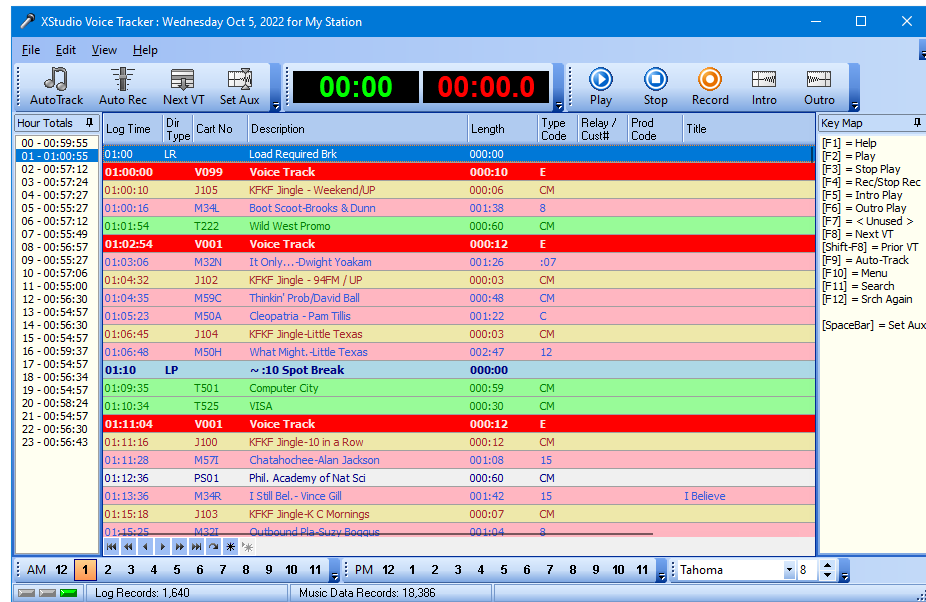 XStudio Voice Tracker : Wednesday Oct 5, 2022 for My Station
File Edit View Help
AutoTrack Auto Rec Next VT Set Aux 00:00 00:00.0 Play Stop Record Intro Outro
Hour Totals
00 - 00:59:55
01 - 01:00:55
02 - 00:57:12
03 - 00:57:24
04 - 00:57:27
05 - 00:55:27
06 - 00:57:12
07 - 00:55:49
08 - 00:56:57
09 - 00:55:27
10 - 00:57:06
11 - 00:55:00
12 - 00:56:30
13 - 00:54:57
14 - 00:56:30
15 - 00:54:57
16 - 00:59:37
17 - 00:54:57
18 - 00:56:34
19 - 00:54:57
20 - 00:58:24
21 - 00:54:57
22 - 00:56:30
23 - 00:56:43
Log Time Dir Type Cart No Description Length Type Code Relay / Cust# Prod Code Title
01:00 LR Load Required Brk 000:00
01:00:00 V099 Voice Track 000:10 E
01:00:10 J105 KFKF Jingle - Weekend/UP 000:06 CM
01:00:16 M34L Boot Scoot-Brooks & Dunn 001:38 8
01:01:54 T222 Wild West Promo 000:60 CM
01:02:54 V001 Voice Track 000:12 E
01:03:06 M32N It Only...-Dwight Yoakam 001:26 :07
01:04:32 J102 KFKF Jingle - 94FM / UP 000:03 CM
01:04:35 M59C Thinkin' Prob/David Ball 000:48 CM
01:05:23 M50A Cleopatria - Pam Tillis 001:22 C
01:06:45 J104 KFKF Jingle-Little Texas 000:03 CM
01:06:48 M50H What Might.-Little Texas 002:47 12
01:10 LP ~ :10 Spot Break 000:00
01:09:35 T501 Computer City 000:59 CM
01:10:34 T525 VISA 000:30 CM
01:11:04 V001 Voice Track 000:12 E
01:11:16 J100 KFKF Jingle-10 in a Row 000:12 CM
01:11:28 M57I Chatahochee-Alan Jackson 001:08 15
01:12:36 PS01 Phil. Academy of Nat Sci 000:60 CM
01:13:36 M34R I Still Bel.- Vince Gill 001:42 15 I Believe
01:15:18 J103 KFKF Jingle-K C Mornings 000:07 CM
01:15:25 M32I Outbound Pla-Suzy Boggus 001:04 8
Key Map
[F1] = Help
[F2] = Play
[F3] = Stop Play
[F4] = Rec/Stop Rec
[F5] = Intro Play
[F6] = Outro Play
[F7] = < Unused >
[F8] = Next VT
[Shift-F8] = Prior VT
[F9] = Auto-Track
[F10] = Menu
[F11] = Search
[F12] = Srch Again
[SpaceBar] = Set Aux
AM 12 1 2 3 4 5 6 7 8 9 10 11 PM 12 1 2 3 4 5 6 7 8 9 10 11 Tahoma 8
Log Records: 1,640 Music Data Records: 18,386